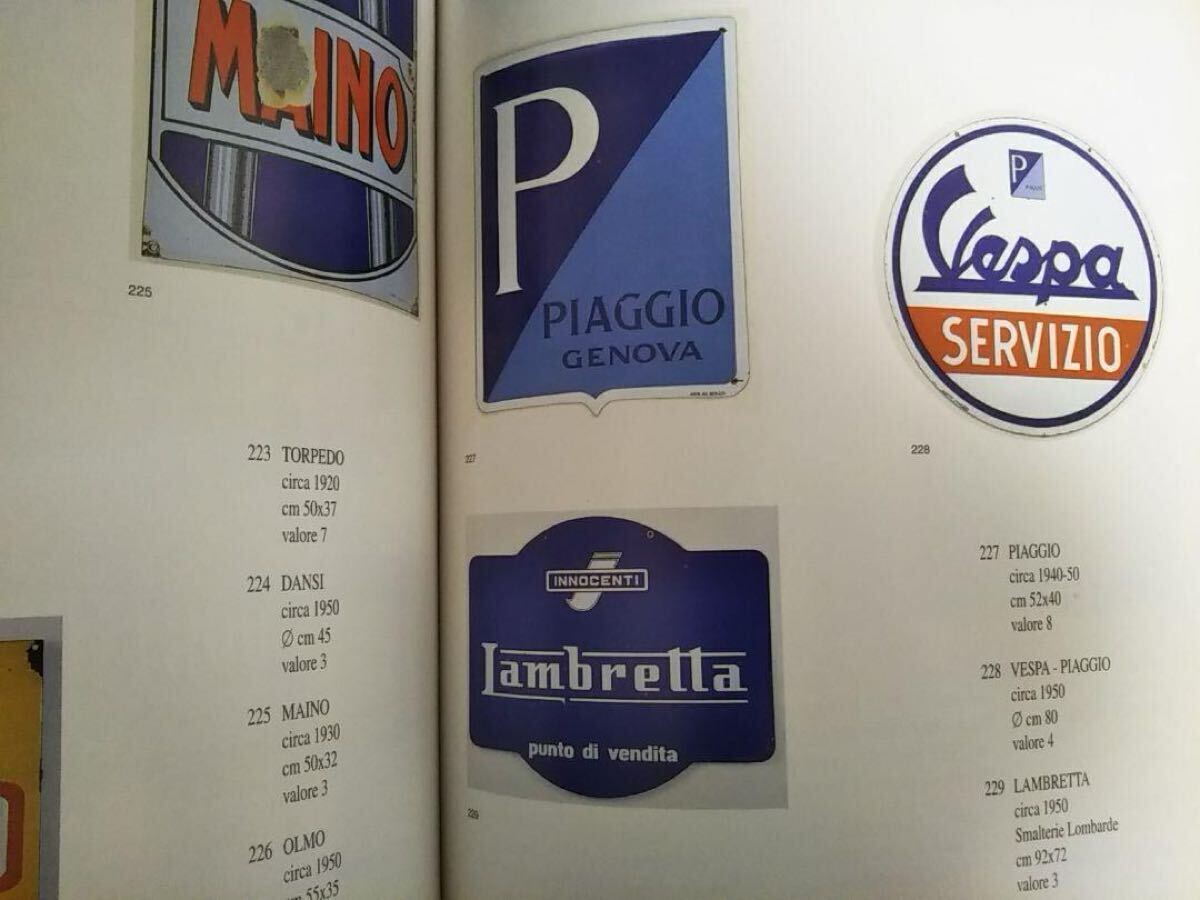 MAINO
225
223 TORPEDO
circa 1920
cm 50x37
valore 7
224 DANSI
circa 1950
Ø cm 45
valore 3
225 MAINO
circa 1930
cm 50x32
valore 3
226 OLMO
circa 1950
cm 55x35
P
PIAGGIO
GENOVA
227
P
Vespa
SERVIZIO
228
INNOCENTI
Lambretta
punto di vendita
229
227 PIAGGIO
circa 1940-50
cm 52x40
valore 8
228 VESPA - PIAGGIO
circa 1950
Ø cm 80
valore 4
229 LAMBRETTA
circa 1950
Smalterie Lombarde
cm 92x72
valore 3